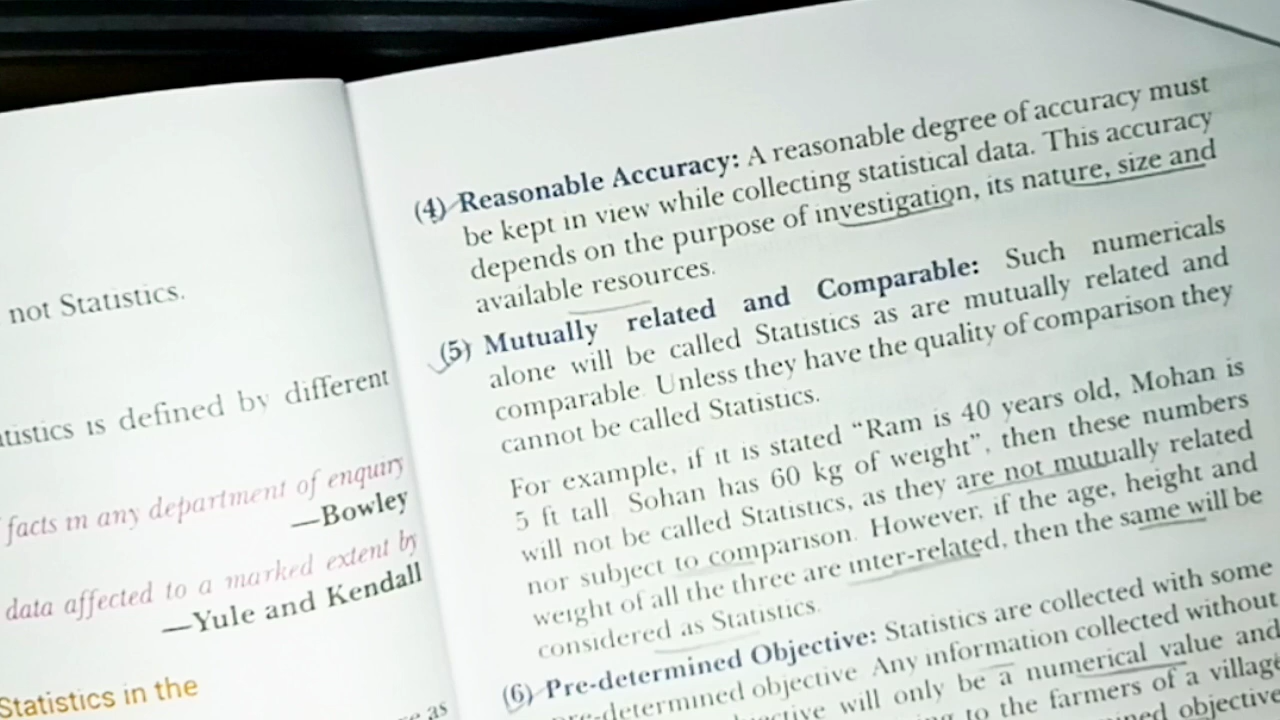 not Statistics.
tistics is defined by different
facts in any department of enquiry
—Bowley
data affected to a marked extent by
—Yule and Kendall
Statistics in the
as
(4) Reasonable Accuracy: A reasonable degree of accuracy must
be kept in view while collecting statistical data. This accuracy
depends on the purpose of investigation, its nature, size and
available resources.
(5) Mutually related and Comparable: Such numericals
alone will be called Statistics as are mutually related and
comparable. Unless they have the quality of comparison they
cannot be called Statistics.
For example, if it is stated “Ram is 40 years old, Mohan is
5 ft tall Sohan has 60 kg of weight”, then these numbers
will not be called Statistics, as they are not mutually related
nor subject to comparison. However, if the age, height and
weight of all the three are inter-related, then the same will be
considered as Statistics.
(6) Pre-determined Objective: Statistics are collected with some
pre-determined objective Any information collected without
will only be a numerical value and
to the farmers of a village
objective